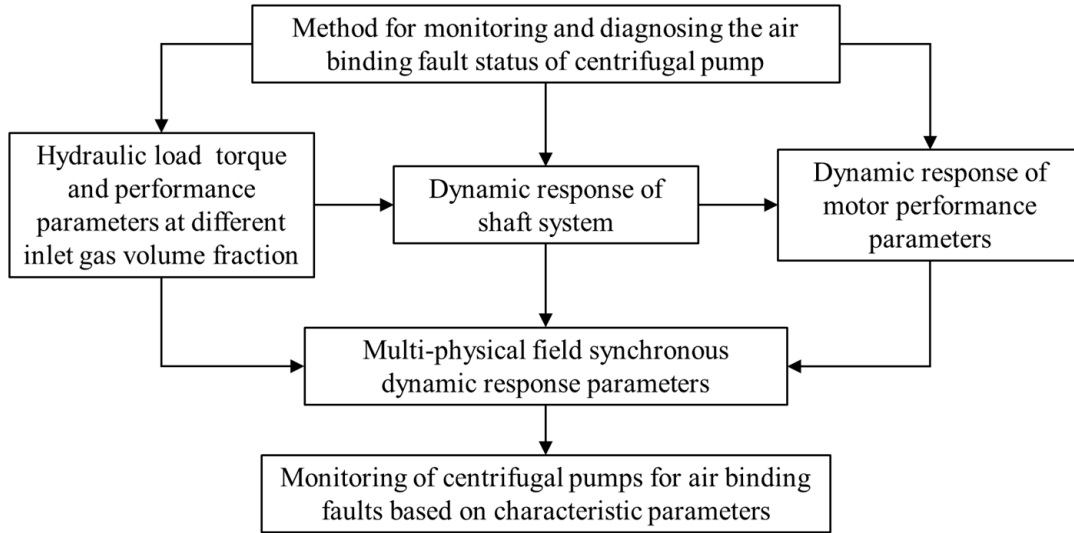 Method for monitoring and diagnosing the air
binding fault status of centrifugal pump
Hydraulic load torque
and performance
parameters at different
inlet gas volume fraction
Dynamic response of
shaft system
Dynamic response of
motor performance
parameters
Multi-physical field synchronous
dynamic response parameters
Monitoring of centrifugal pumps for air binding
faults based on characteristic parameters